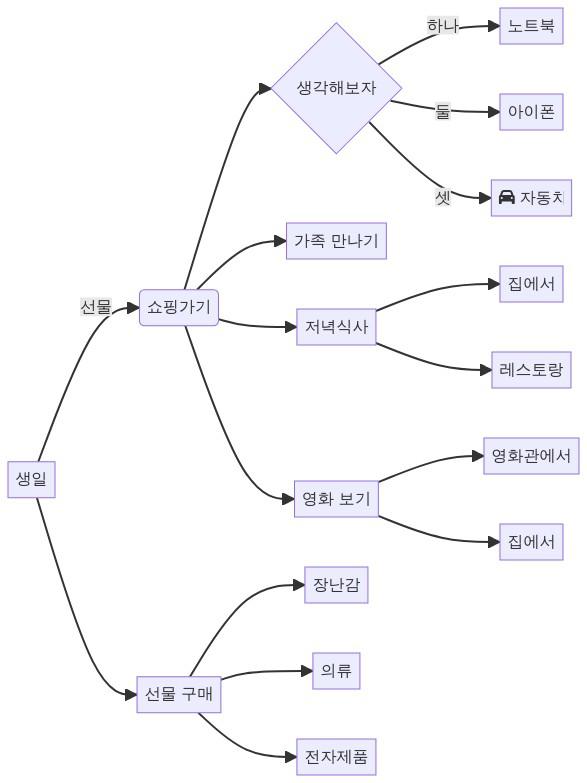 하나
노트북
생각해보자
둘
아이폰
셋
자동차
가족 만나기
선물
쇼핑가기
저녁식사
집에서
레스토랑
생일
영화 보기
영화관에서
집에서
장난감
선물 구매
의류
전자제품